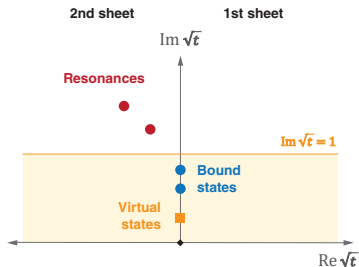 2nd sheet 1st sheet
Im √t
Resonances
Im √t = 1
Bound
states
Virtual
states
Re √t